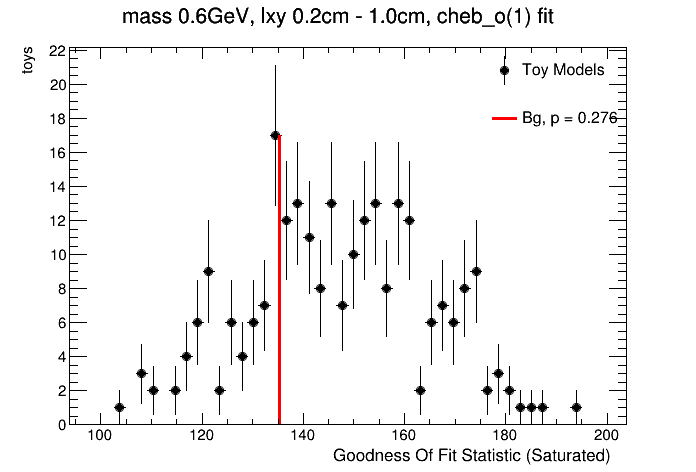 mass 0.6GeV, lxy 0.2cm - 1.0cm, cheb_o(1) fit
toys
22
20
18
16
14
12
10
8
6
4
2
0
Toy Models
Bg, p = 0.276
100 120 140 160 180 200
Goodness Of Fit Statistic (Saturated)